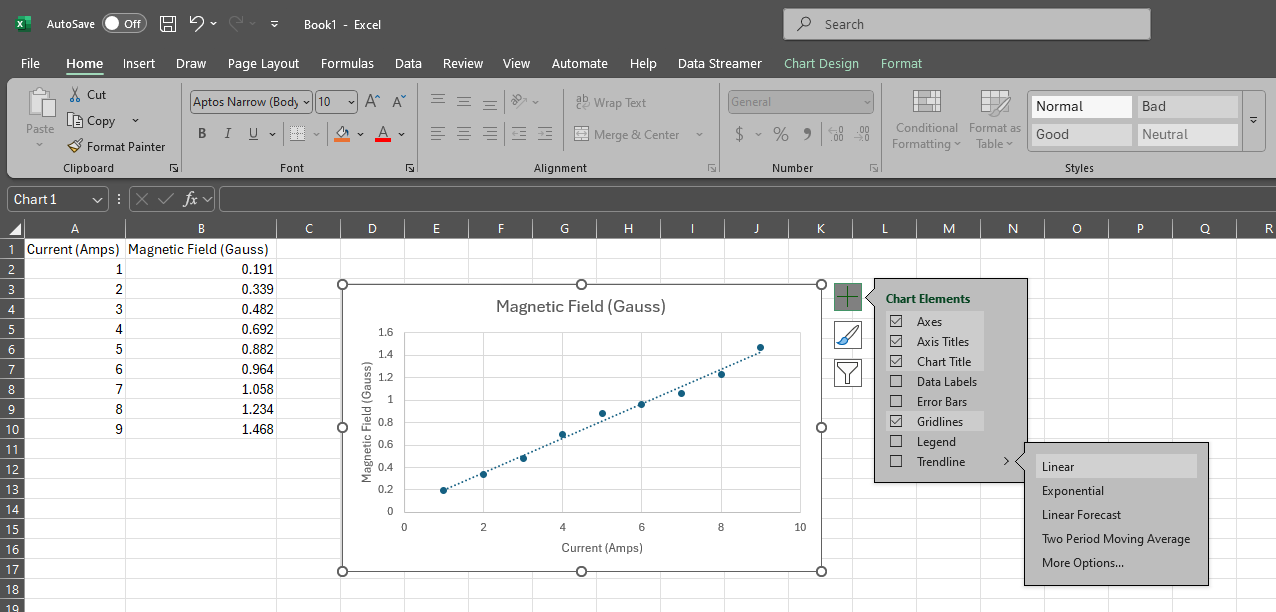 AutoSave Off Book1 - Excel Search
File Home Insert Draw Page Layout Formulas Data Review View Automate Help Data Streamer Chart Design Format
Paste
Cut
Copy
Format Painter
Clipboard
Aptos Narrow (Body 10 A A
B I U A
Font
ab Wrap Text
Merge & Center
Alignment
General
$ % 9 .00 .00
Number
Conditional
Formatting
Format as
Table
Normal Bad
Good Neutral
Styles
Chart 1 fx
A B C D E F G H I J K L M N O P Q R
1 Current (Amps) Magnetic Field (Gauss)
2 1 0.191
3 2 0.339
4 3 0.482
5 4 0.692
6 5 0.882
7 6 0.964
8 7 1.058
9 8 1.234
10 9 1.468
11
12
13
14
15
16
17
18
19
Magnetic Field (Gauss)
Magnetic Field (Gauss)
1.6
1.4
1.2
1
0.8
0.6
0.4
0.2
0
0 2 4 6 8 10
Current (Amps)
Chart Elements
Axes
Axis Titles
Chart Title
Data Labels
Error Bars
Gridlines
Legend
Trendline
Linear
Exponential
Linear Forecast
Two Period Moving Average
More Options...